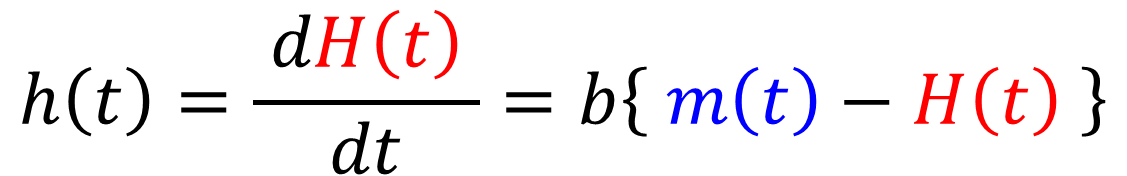 h(t) = dH(t)/dt = b{ m(t) − H(t) }